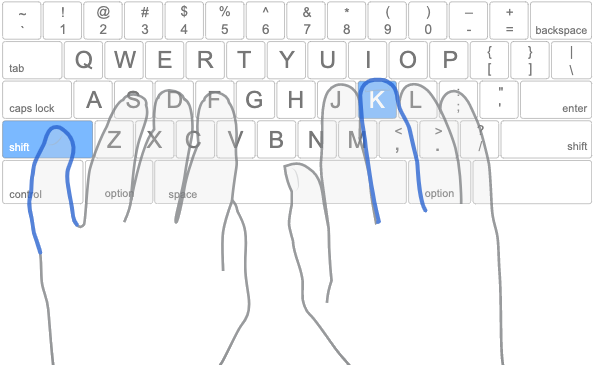 ~ ! @ # $ % ^ & * ( ) – +
` 1 2 3 4 5 6 7 8 9 0 - = backspace
tab Q W E R T Y U I O P { [ } ] | \
caps lock A S D F G H J K L : ; " ' enter
shift Z X C V B N M < , > . ? / shift
control option space option